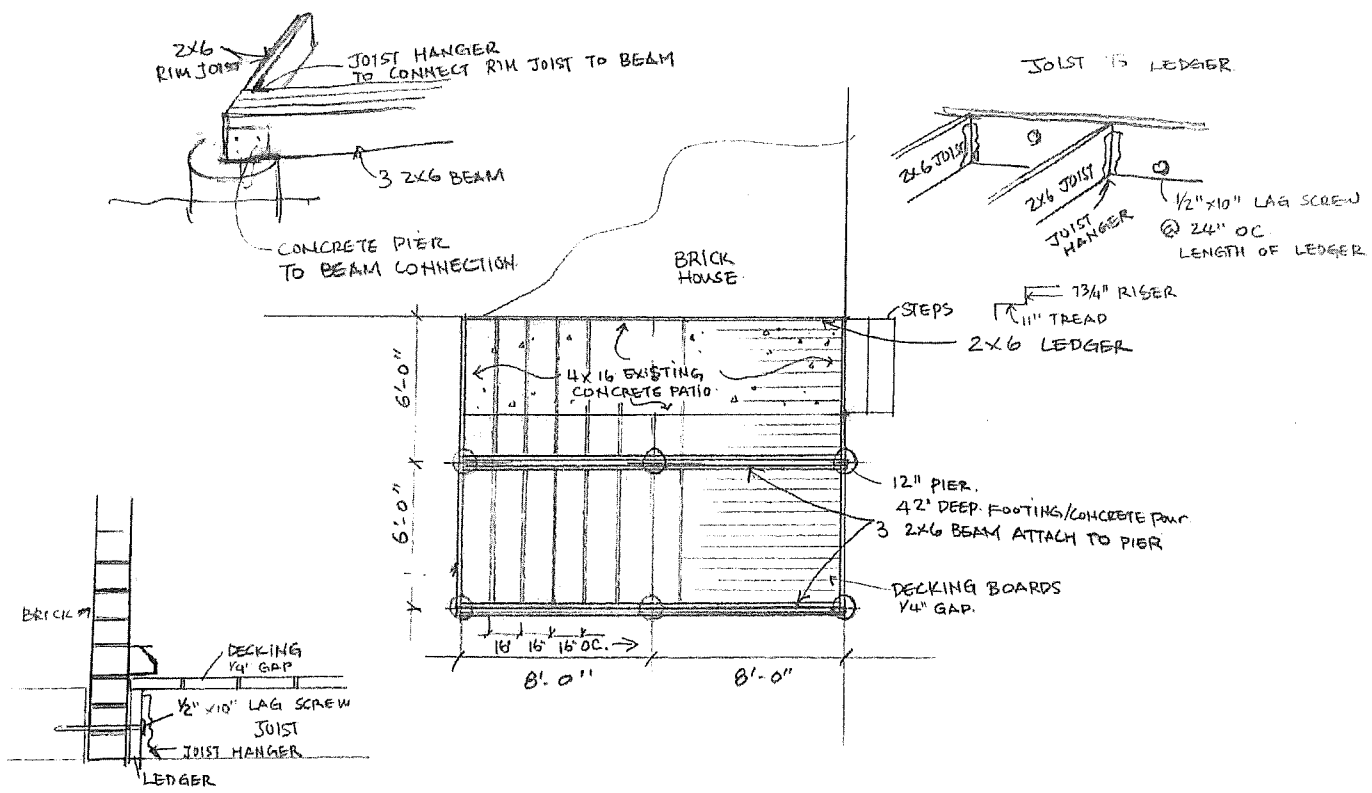 2X6
RIM JOIST
JOIST HANGER
TO CONNECT RIM JOIST TO BEAM
3 2X6 BEAM
CONCRETE PIER
TO BEAM CONNECTION.
JOIST TO LEDGER
2X6 JOIST
2X6 JOIST
JOIST
HANGER
1/2" X10" LAG SCREW
@ 24" OC.
LENGTH OF LEDGER
BRICK
HOUSE
STEPS
7 3/4" RISER
11" TREAD
2X6 LEDGER
4 X 16 EXISTING
CONCRETE PATIO
6'-0"
6'-0"
12" PIER.
42" DEEP FOOTING/CONCRETE POUR
3 2X6 BEAM ATTACH TO PIER
DECKING BOARDS
1/4" GAP.
16" 16" 16" OC.
8'-0"
8'-0"
BRICK
DECKING
1/4" GAP
1/2" X10" LAG SCREW
JOIST
JOIST HANGER
LEDGER